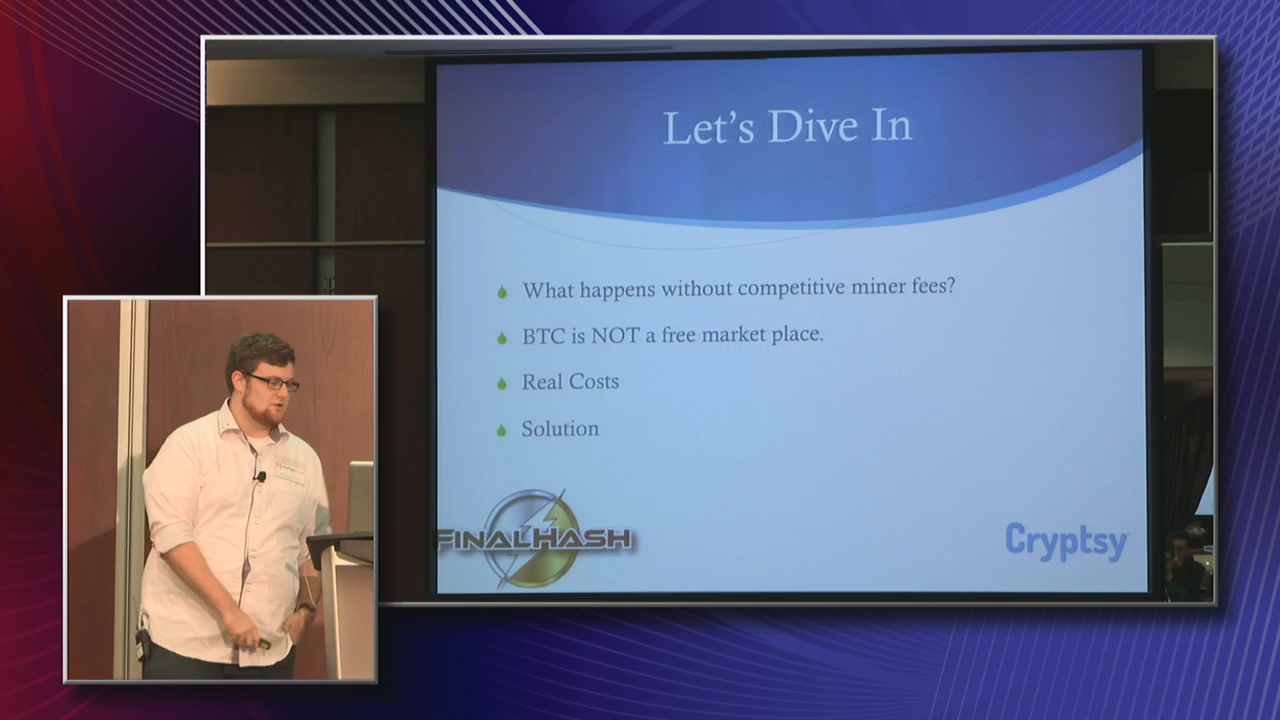 Let's Dive In
What happens without competitive miner fees?
BTC is NOT a free market place.
Real Costs
Solution
FINALHASH
Cryptsy